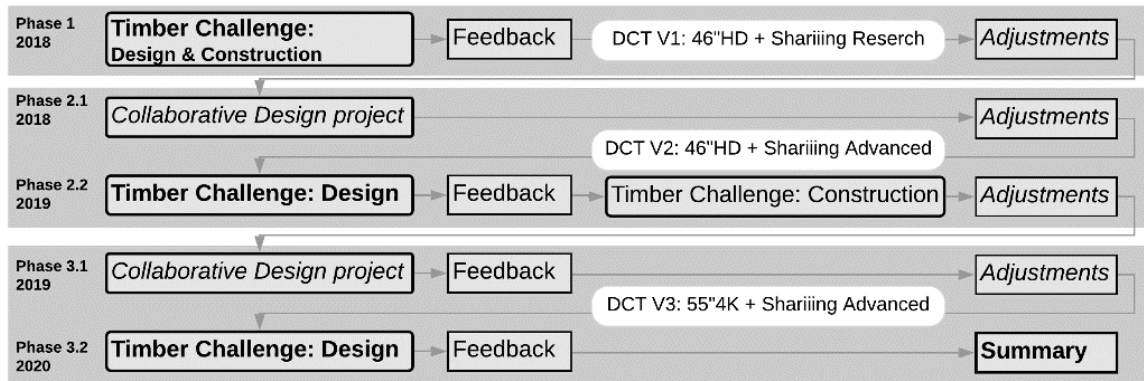 Phase 1
2018
Timber Challenge:
Design & Construction
Feedback
DCT V1: 46"HD + Shariiing Reserch
Adjustments
Phase 2.1
2018
Collaborative Design project
Adjustments
DCT V2: 46"HD + Shariiing Advanced
Phase 2.2
2019
Timber Challenge: Design
Feedback
Timber Challenge: Construction
Adjustments
Phase 3.1
2019
Collaborative Design project
Feedback
Adjustments
DCT V3: 55"4K + Shariiing Advanced
Phase 3.2
2020
Timber Challenge: Design
Feedback
Summary